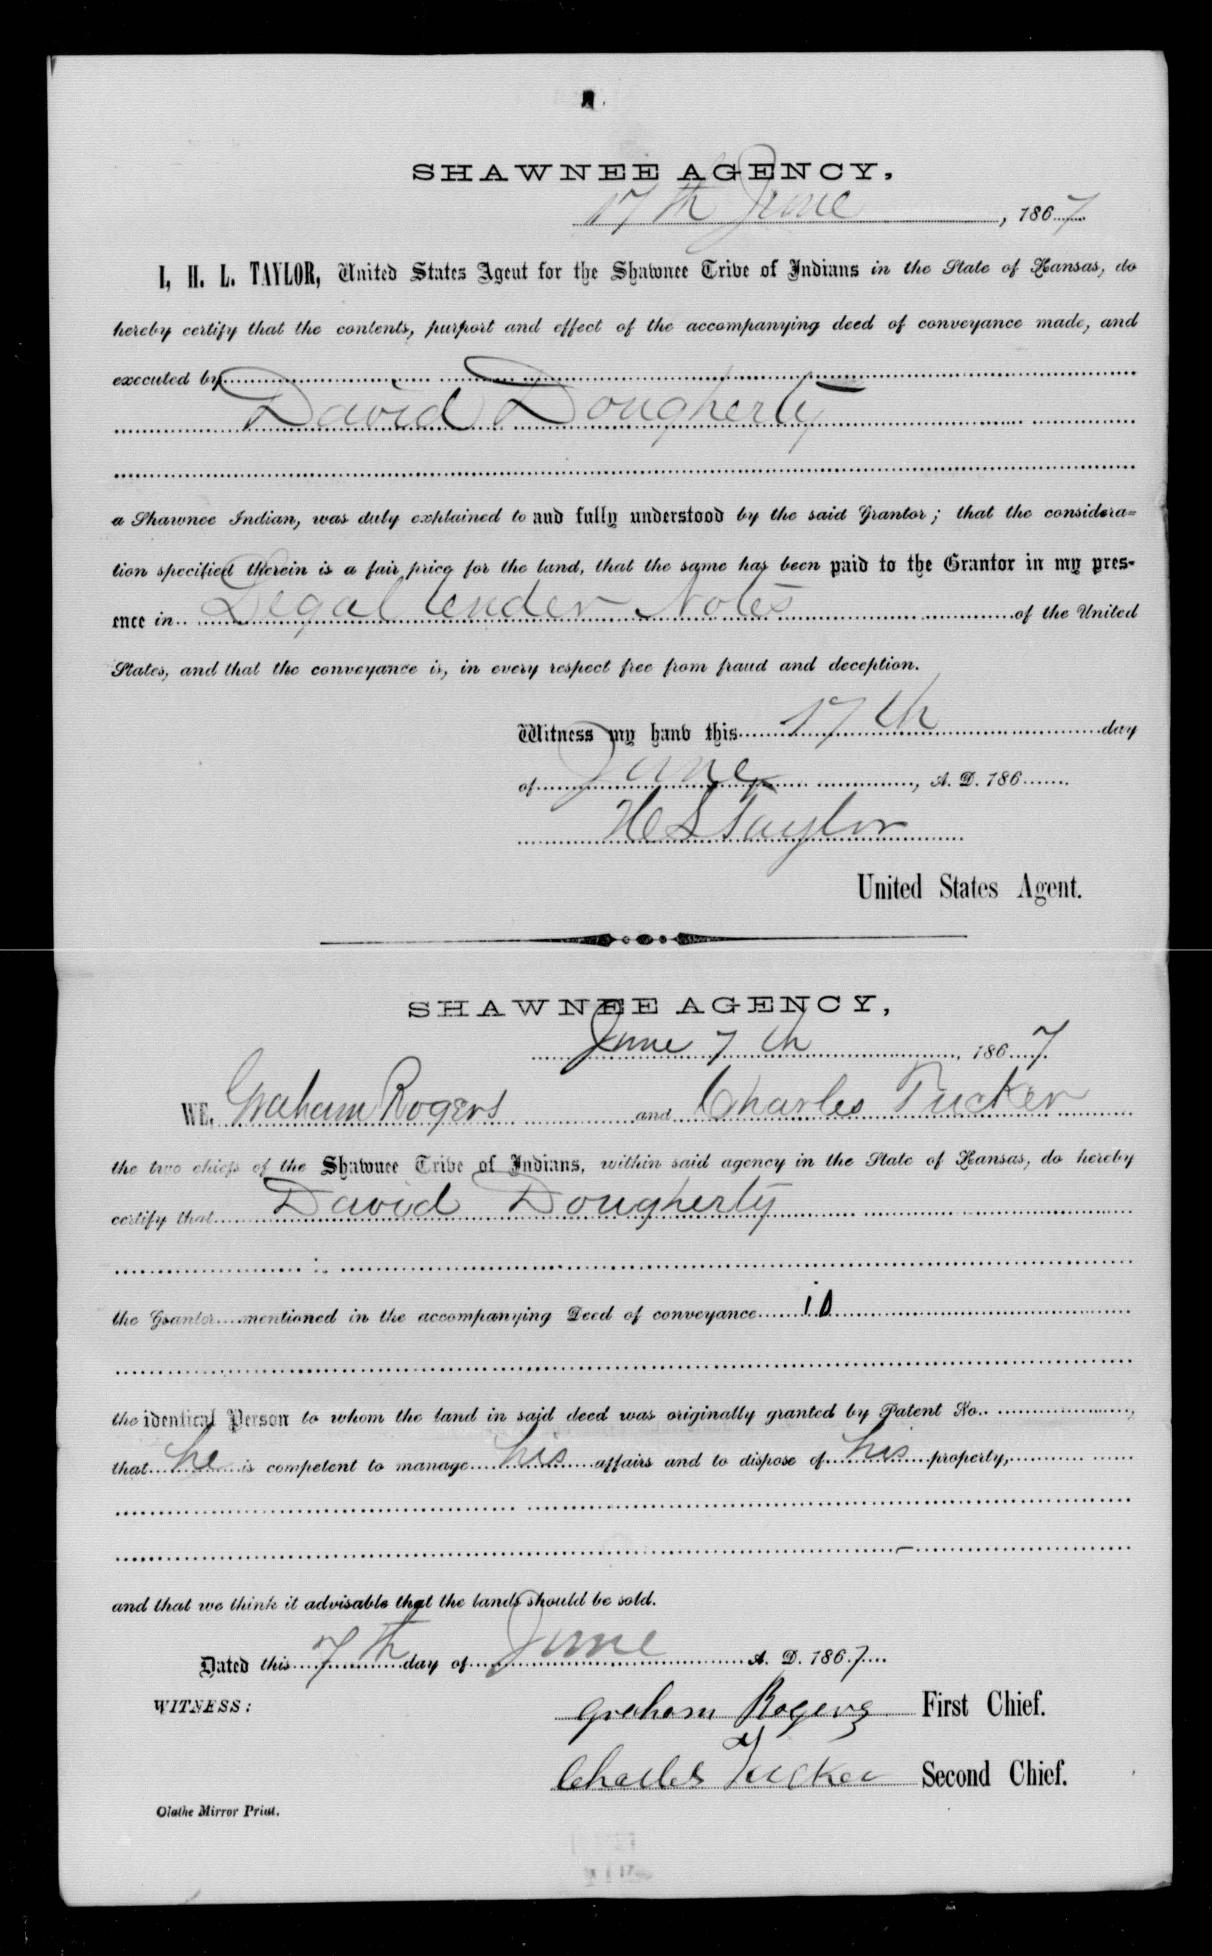 SHAWNEE AGENCY,
17th June, 1867
I, H. L. TAYLOR, United States Agent for the Shawnee Tribe of Indians in the State of Kansas, do
hereby certify that the contents, purport and effect of the accompanying deed of conveyance made, and
executed by
David Dougherty
a Shawnee Indian, was duly explained to and fully understood by the said Grantor; that the considera=
tion specified therein is a fair price for the land, that the same has been paid to the Grantor in my pres-
ence in Legal tender Notes of the United
States, and that the conveyance is, in every respect free from fraud and deception.
Witness my hand this 17th day
of June, A. D. 186
H L Taylor
United States Agent.
SHAWNEE AGENCY,
June 7th, 1867.
WE, Graham Rogers and Charles Tucker
the two chiefs of the Shawnee Tribe of Indians, within said agency in the State of Kansas, do hereby
certify that David Dougherty
the Grantor mentioned in the accompanying Deed of conveyance is
the identical Person to whom the land in said deed was originally granted by Patent No. ,
that he is competent to manage his affairs and to dispose of his property,
and that we think it advisable that the lands should be sold.
Dated this 7th day of June A. D. 1867
WITNESS:
Graham Rogers First Chief.
Charles Tucker Second Chief.
Olathe Mirror Print.